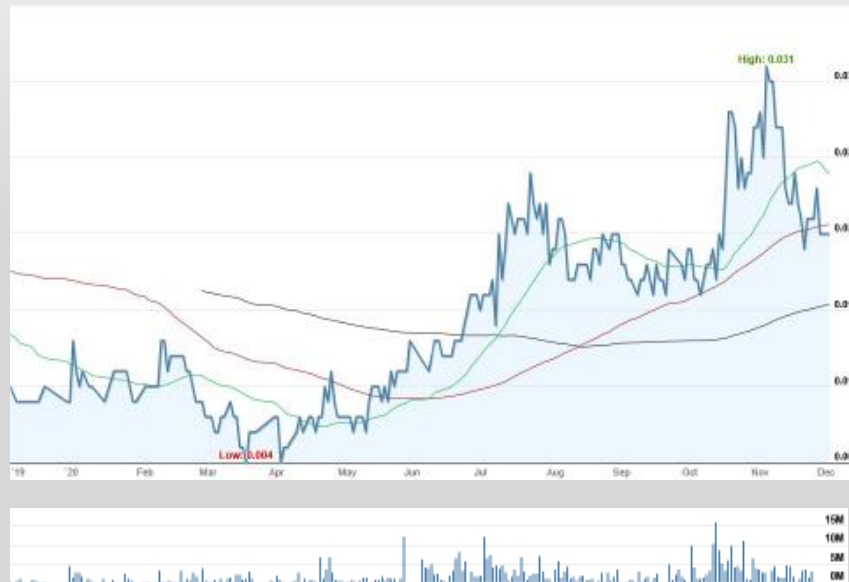 High: 0.031
Low: 0.004
'19 '20 Feb Mar Apr May Jun Jul Aug Sep Oct Nov Dec
15M
10M
5M
0M